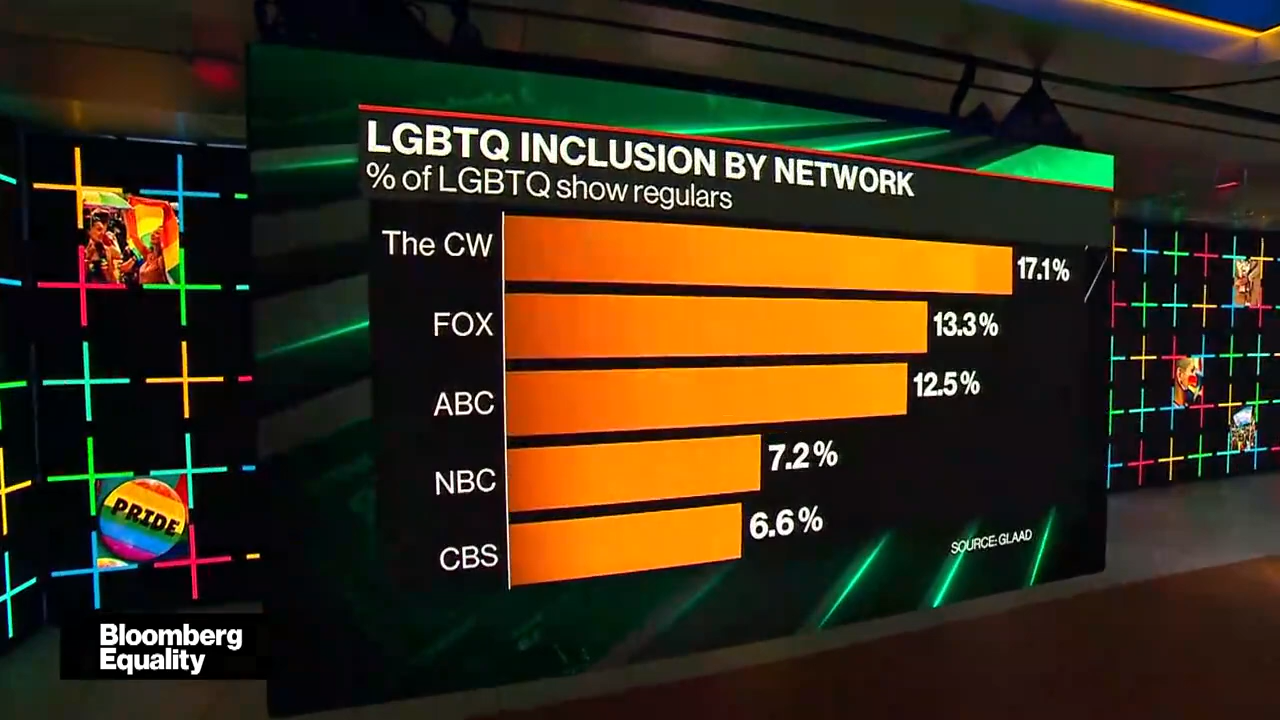 LGBTQ INCLUSION BY NETWORK
% of LGBTQ show regulars
The CW 17.1%
FOX 13.3%
ABC 12.5%
NBC 7.2%
CBS 6.6%
SOURCE: GLAAD
PRIDE
Bloomberg
Equality